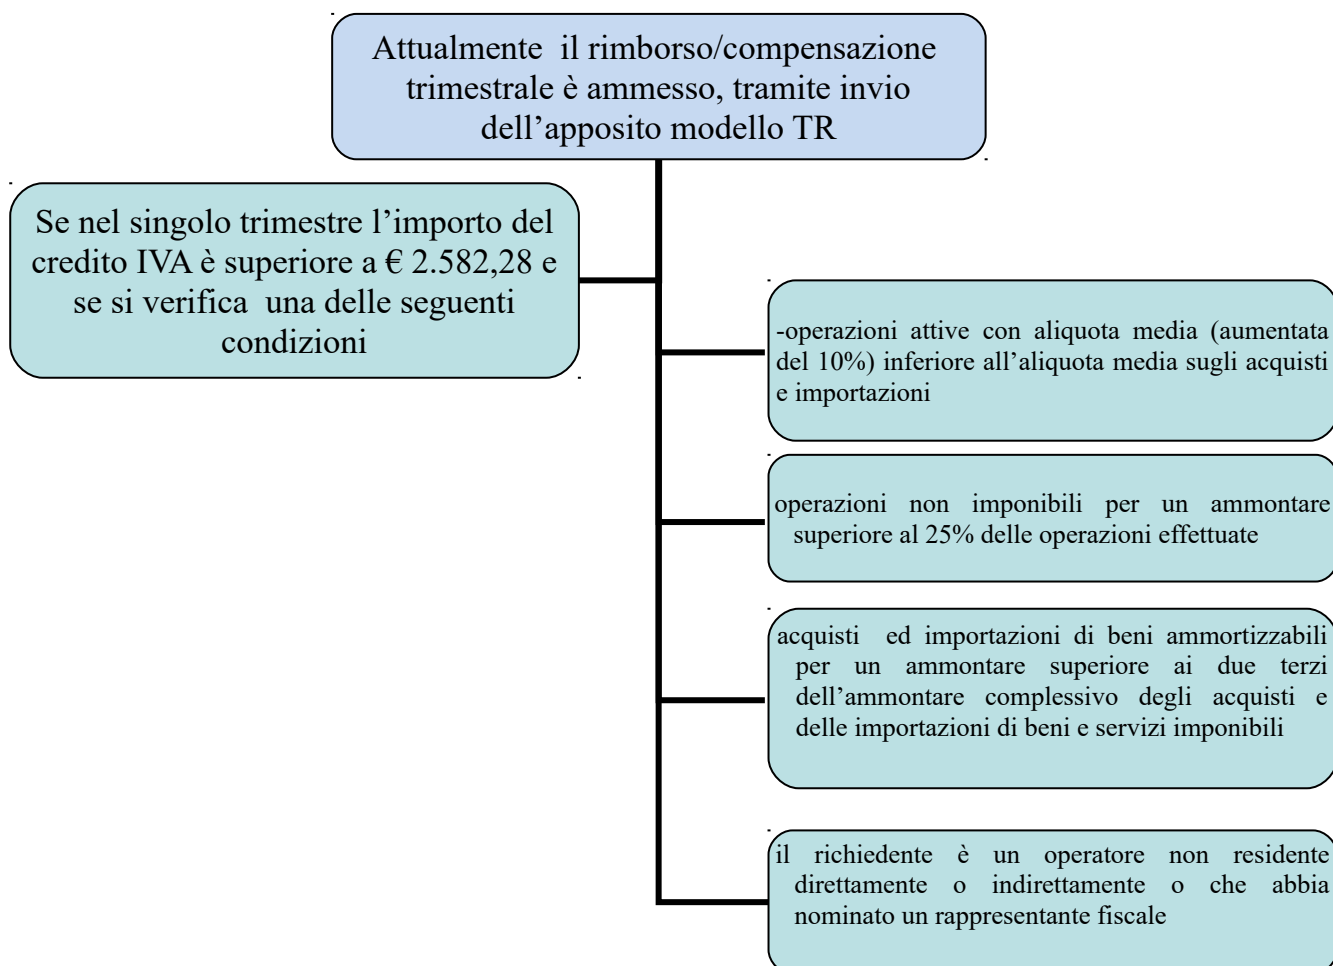 Attualmente il rimborso/compensazione
trimestrale è ammesso, tramite invio
dell’apposito modello TR
Se nel singolo trimestre l’importo del
credito IVA è superiore a € 2.582,28 e
se si verifica una delle seguenti
condizioni
-operazioni attive con aliquota media (aumentata
del 10%) inferiore all’aliquota media sugli acquisti
e importazioni
operazioni non imponibili per un ammontare
superiore al 25% delle operazioni effettuate
acquisti ed importazioni di beni ammortizzabili
per un ammontare superiore ai due terzi
dell’ammontare complessivo degli acquisti e
delle importazioni di beni e servizi imponibili
il richiedente è un operatore non residente
direttamente o indirettamente o che abbia
nominato un rappresentante fiscale